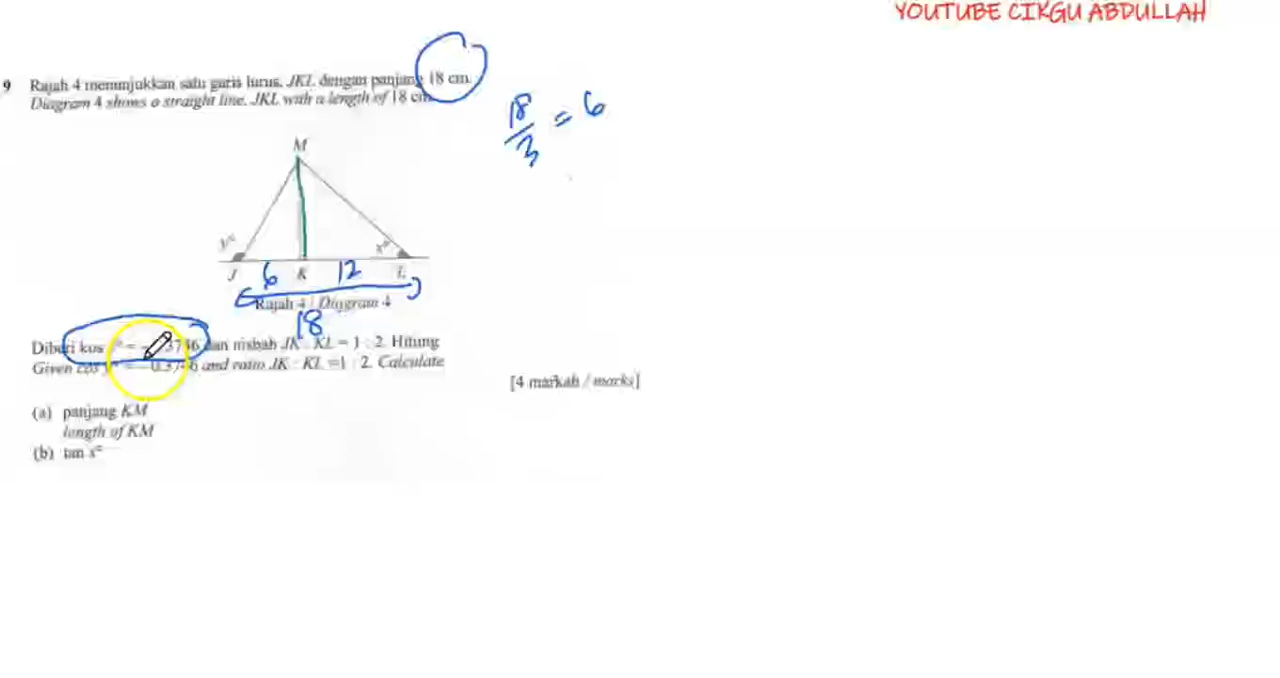 YOUTUBE CIKGU ABDULLAH
9 Rajah 4 menunjukkan satu garis lurus, JKL dengan panjang 18 cm.
Diagram 4 shows a straight line, JKL with a length of 18 cm.
18/3 = 6
M
y° x°
J 6 K 12 L
Rajah 4 / Diagram 4
18
Diberi kos dan nisbah JK : KL = 1 : 2. Hitung
Given cos and ratio JK : KL =1 : 2. Calculate
[4 markah / marks]
(a) panjang KM
length of KM
(b) tan x°